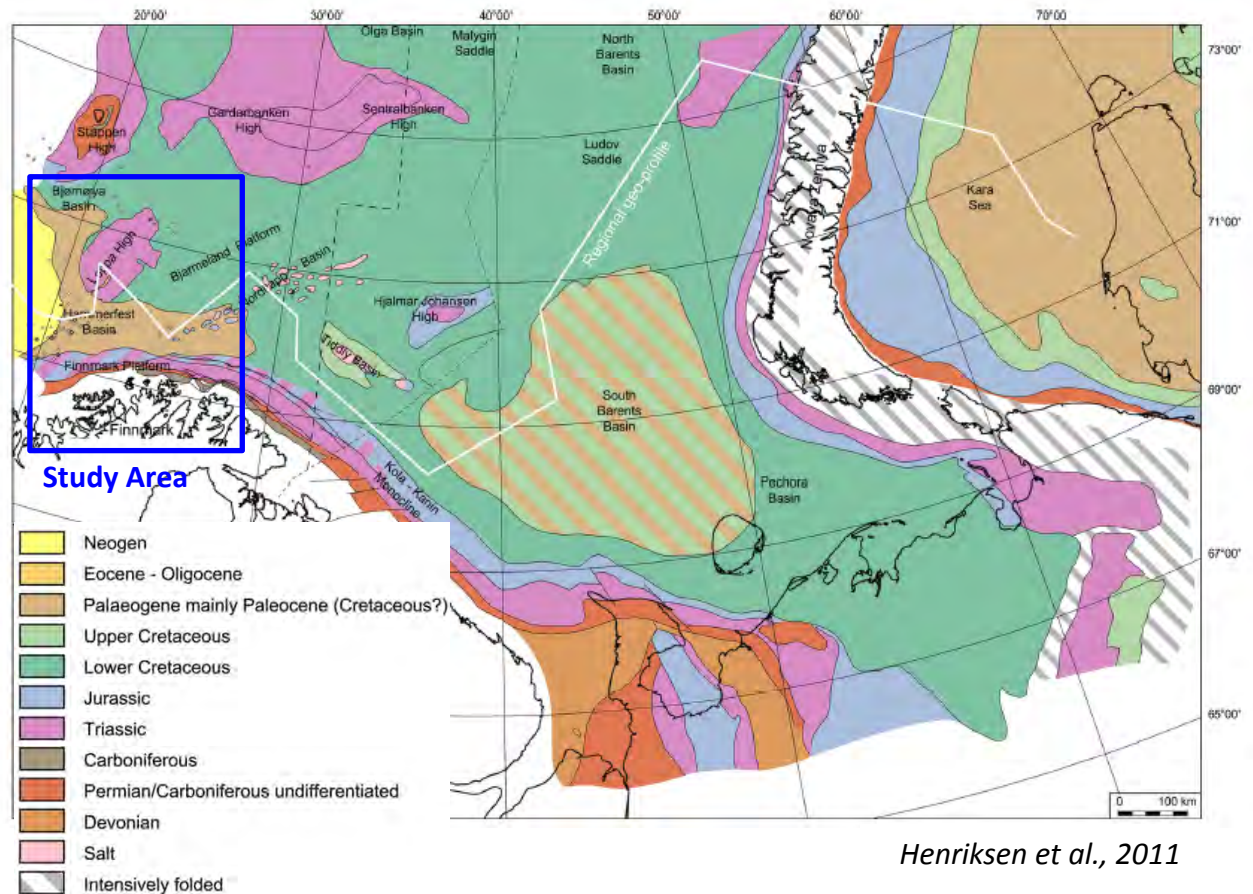 20°00'
30°00'
40°00'
50°00'
60°00'
70°00'
73°00'
71°00'
69°00'
67°00'
65°00'
Olga Basin
Malygin
Saddle
North
Barents
Basin
Gardarbanken
High
Sentralbanken
High
Stappen
High
Ludov
Saddle
Novaya Zemlya
Kara
Sea
Bjørnøya
Basin
Loppa High
Bjarmeland Platform
Nordkapp Basin
Regional geo-profile
Hjalmar Johansen
High
Hammerfest
Basin
Tiddly Basin
Finnmark Platform
Finnmark
South
Barents
Basin
Study Area
Kola - Kanin
Monocline
Pechora
Basin
Neogen
Eocene - Oligocene
Palaeogene mainly Paleocene (Cretaceous?)
Upper Cretaceous
Lower Cretaceous
Jurassic
Triassic
Carboniferous
Permian/Carboniferous undifferentiated
Devonian
Salt
Intensively folded
0 100 km
Henriksen et al., 2011